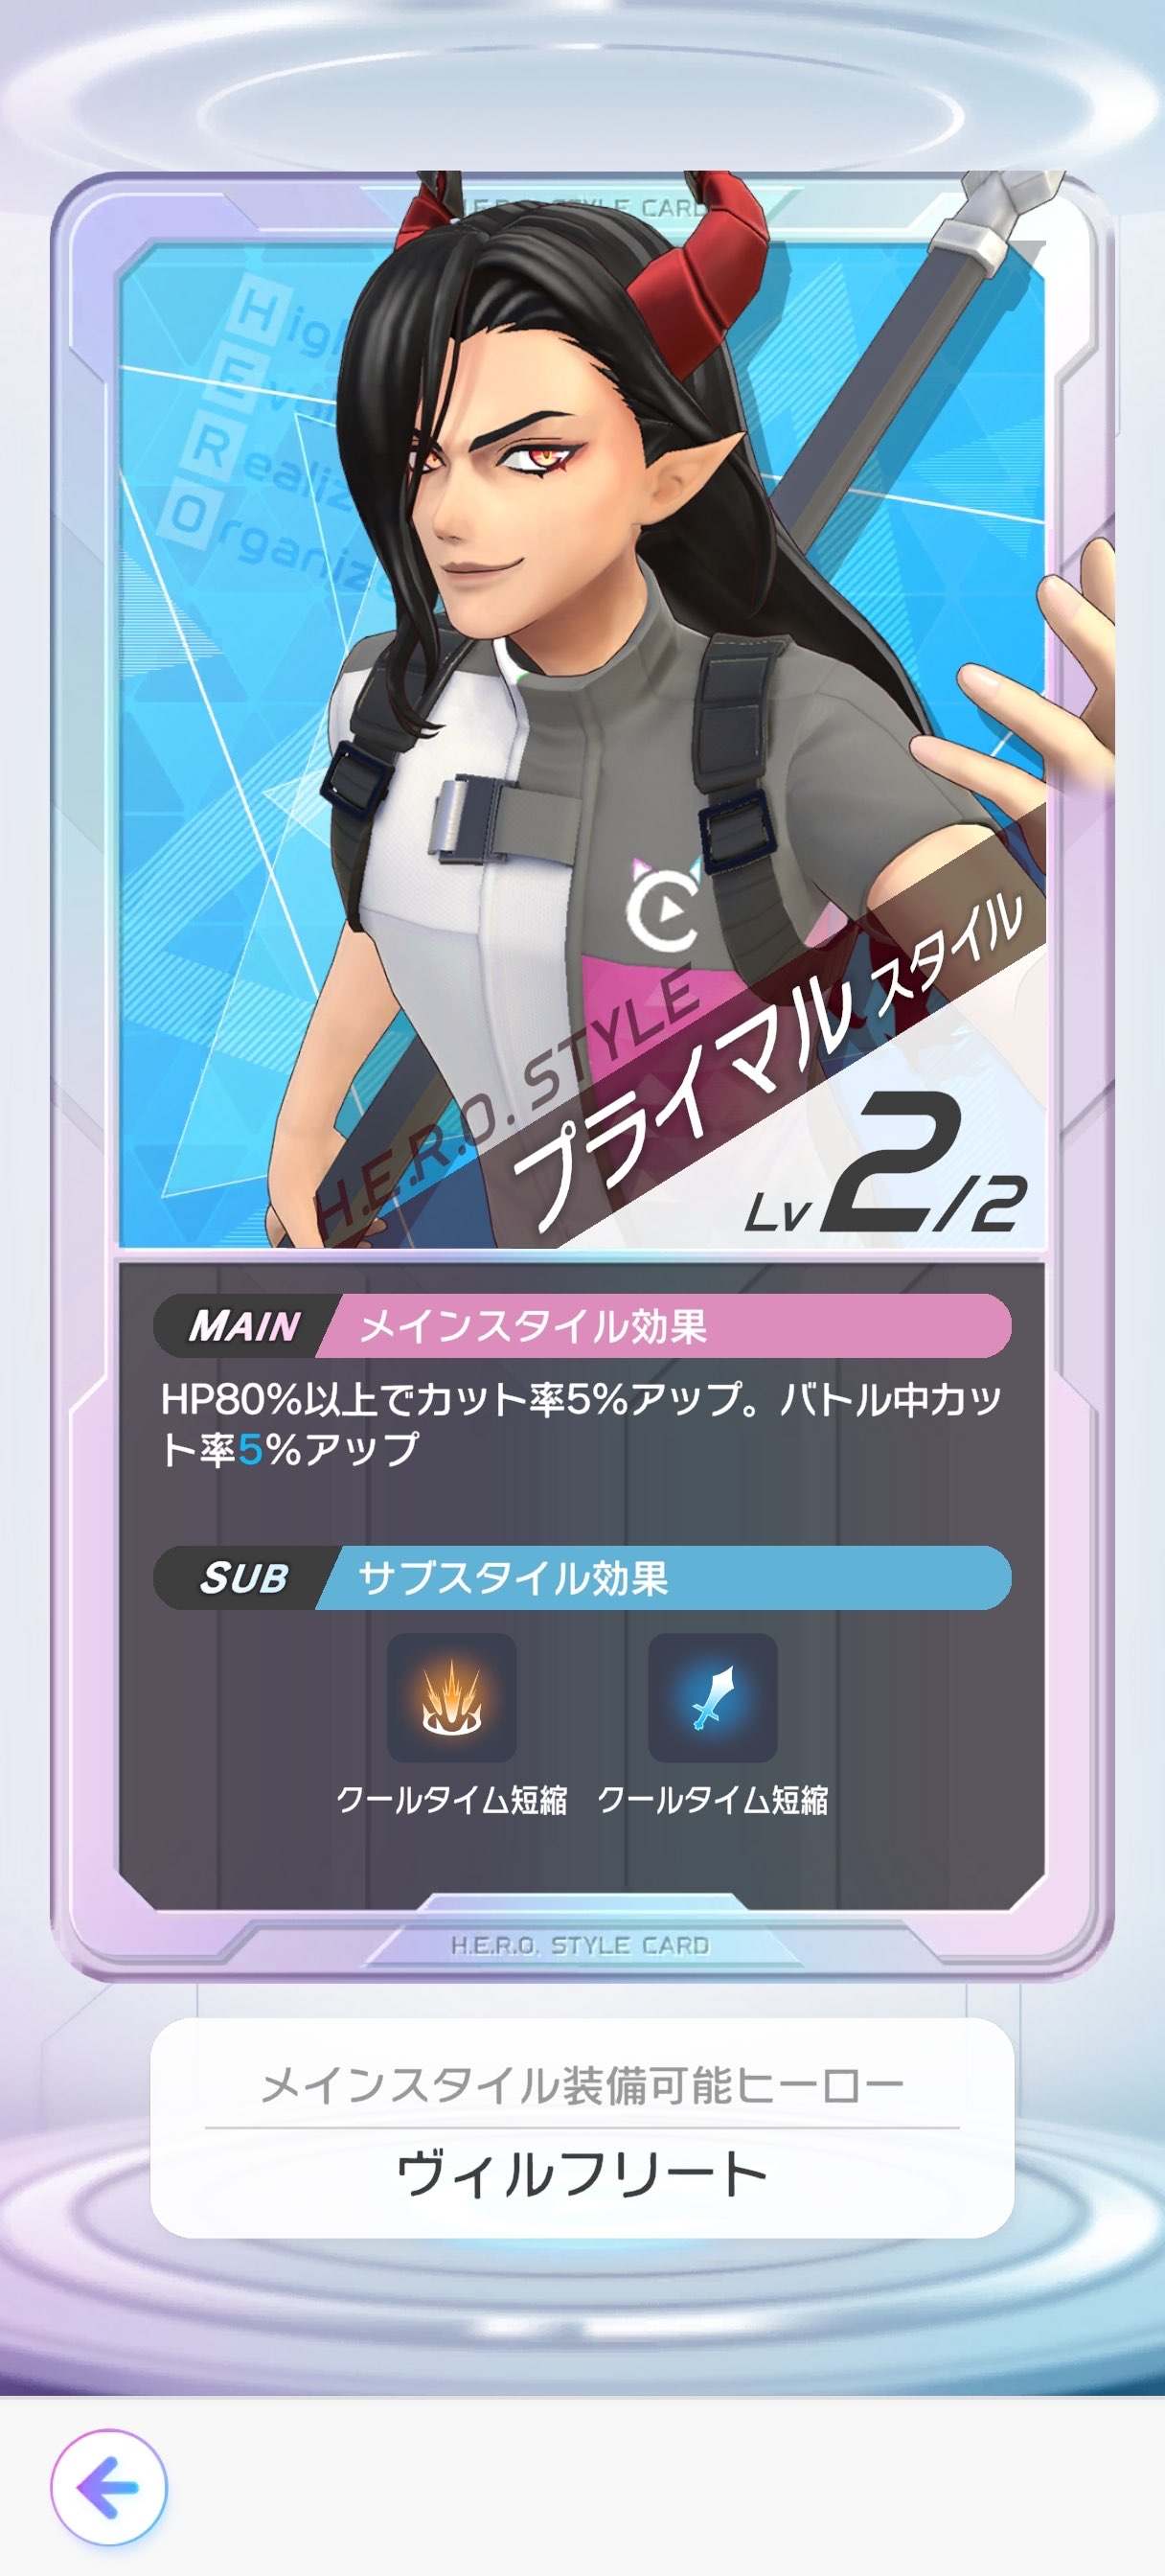 H.E.R.O. STYLE CARD
High
Realiz
Organize
H.E.R.O. STYLE
プライマルスタイル
Lv 2/2
MAIN メインスタイル効果
HP80%以上でカット率5%アップ。バトル中カッ
ト率5%アップ
SUB サブスタイル効果
クールタイム短縮 クールタイム短縮
H.E.R.O. STYLE CARD
メインスタイル装備可能ヒーロー
ヴィルフリート